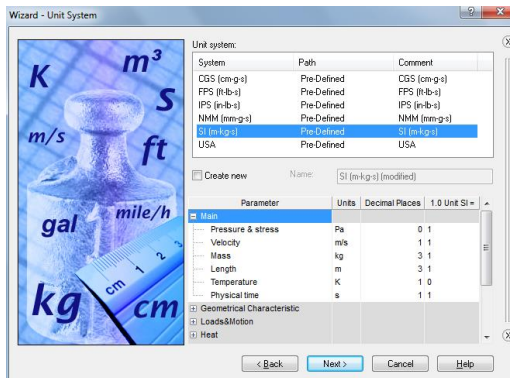 Wizard - Unit System
?
X
K
m³
S
m/s
ft
gal
mile/h
cm 1 2 3
kg
cm
Unit system:
System Path Comment
CGS (cm-g-s) Pre-Defined CGS (cm-g-s)
FPS (ft-lb-s) Pre-Defined FPS (ft-lb-s)
IPS (in-lb-s) Pre-Defined IPS (in-lb-s)
NMM (mm-g-s) Pre-Defined NMM (mm-g-s)
SI (m-kg-s) Pre-Defined SI (m-kg-s)
USA Pre-Defined USA
Create new Name: SI (m-kg-s) (modified)
Parameter Units Decimal Places 1.0 Unit SI =
Main
Pressure & stress Pa 0 1
Velocity m/s 1 1
Mass kg 3 1
Length m 3 1
Temperature K 1 0
Physical time s 1 1
Geometrical Characteristic
Loads&Motion
Heat
< Back Next > Cancel Help